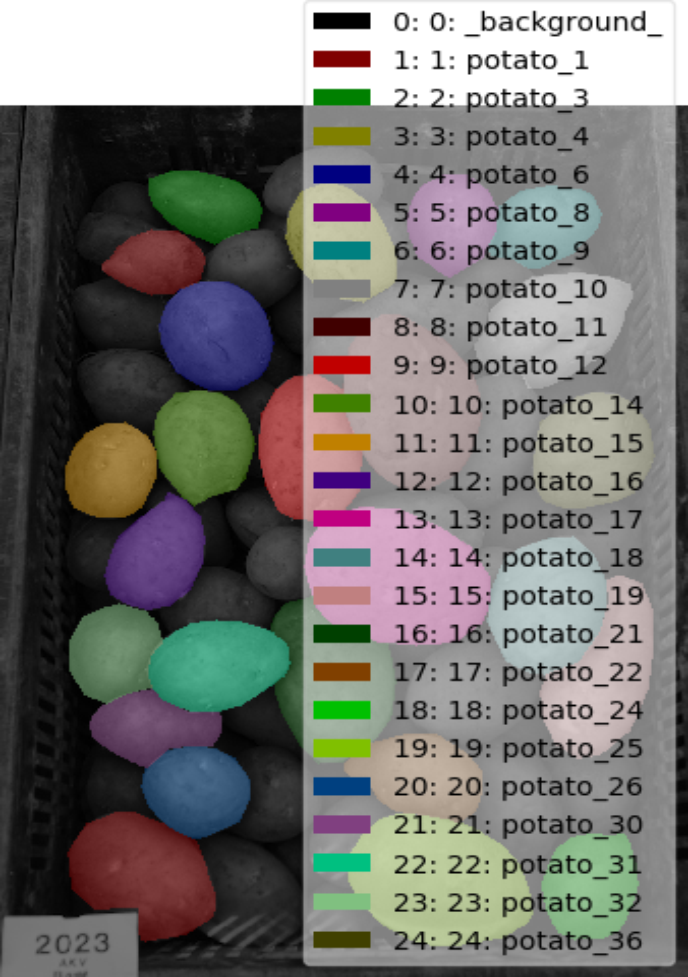 0: 0: _background_
1: 1: potato_1
2: 2: potato_3
3: 3: potato_4
4: 4: potato_6
5: 5: potato_8
6: 6: potato_9
7: 7: potato_10
8: 8: potato_11
9: 9: potato_12
10: 10: potato_14
11: 11: potato_15
12: 12: potato_16
13: 13: potato_17
14: 14: potato_18
15: 15: potato_19
16: 16: potato_21
17: 17: potato_22
18: 18: potato_24
19: 19: potato_25
20: 20: potato_26
21: 21: potato_30
22: 22: potato_31
23: 23: potato_32
24: 24: potato_36
2023
AKV